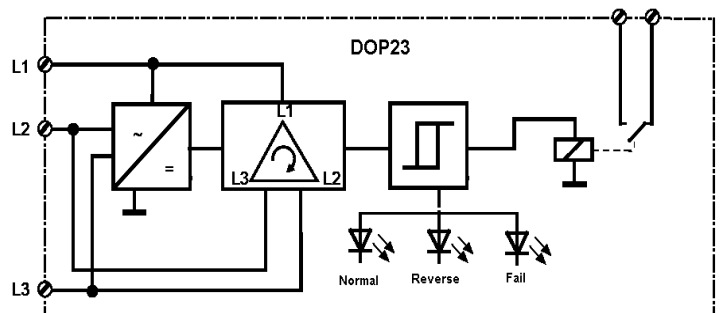 DOP23
L1
L1
L2
~
=
L3
L2
L3
Normal
Reverse
Fail